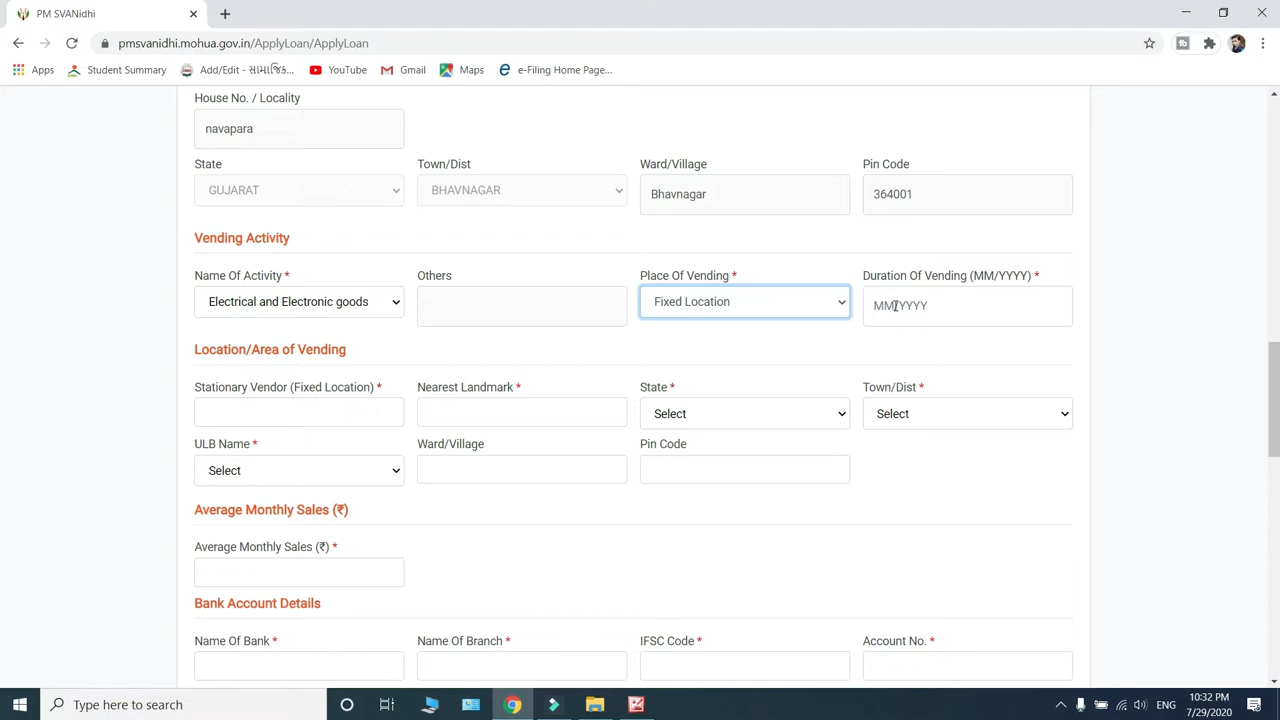 PM SVANidhi
pmsvanidhi.mohua.gov.in/ApplyLoan/ApplyLoan
Apps Student Summary Add/Edit - સામાજિક... YouTube Gmail Maps e-Filing Home Page...
House No. / Locality
navapara
State Town/Dist Ward/Village Pin Code
GUJARAT BHAVNAGAR Bhavnagar 364001
Vending Activity
Name Of Activity * Others Place Of Vending * Duration Of Vending (MM/YYYY) *
Electrical and Electronic goods Fixed Location MM/YYYY
Location/Area of Vending
Stationary Vendor (Fixed Location) * Nearest Landmark * State * Town/Dist *
Select Select
ULB Name * Ward/Village Pin Code
Select
Average Monthly Sales (₹)
Average Monthly Sales (₹) *
Bank Account Details
Name Of Bank * Name Of Branch * IFSC Code * Account No. *
Type here to search ENG 10:32 PM
7/29/2020